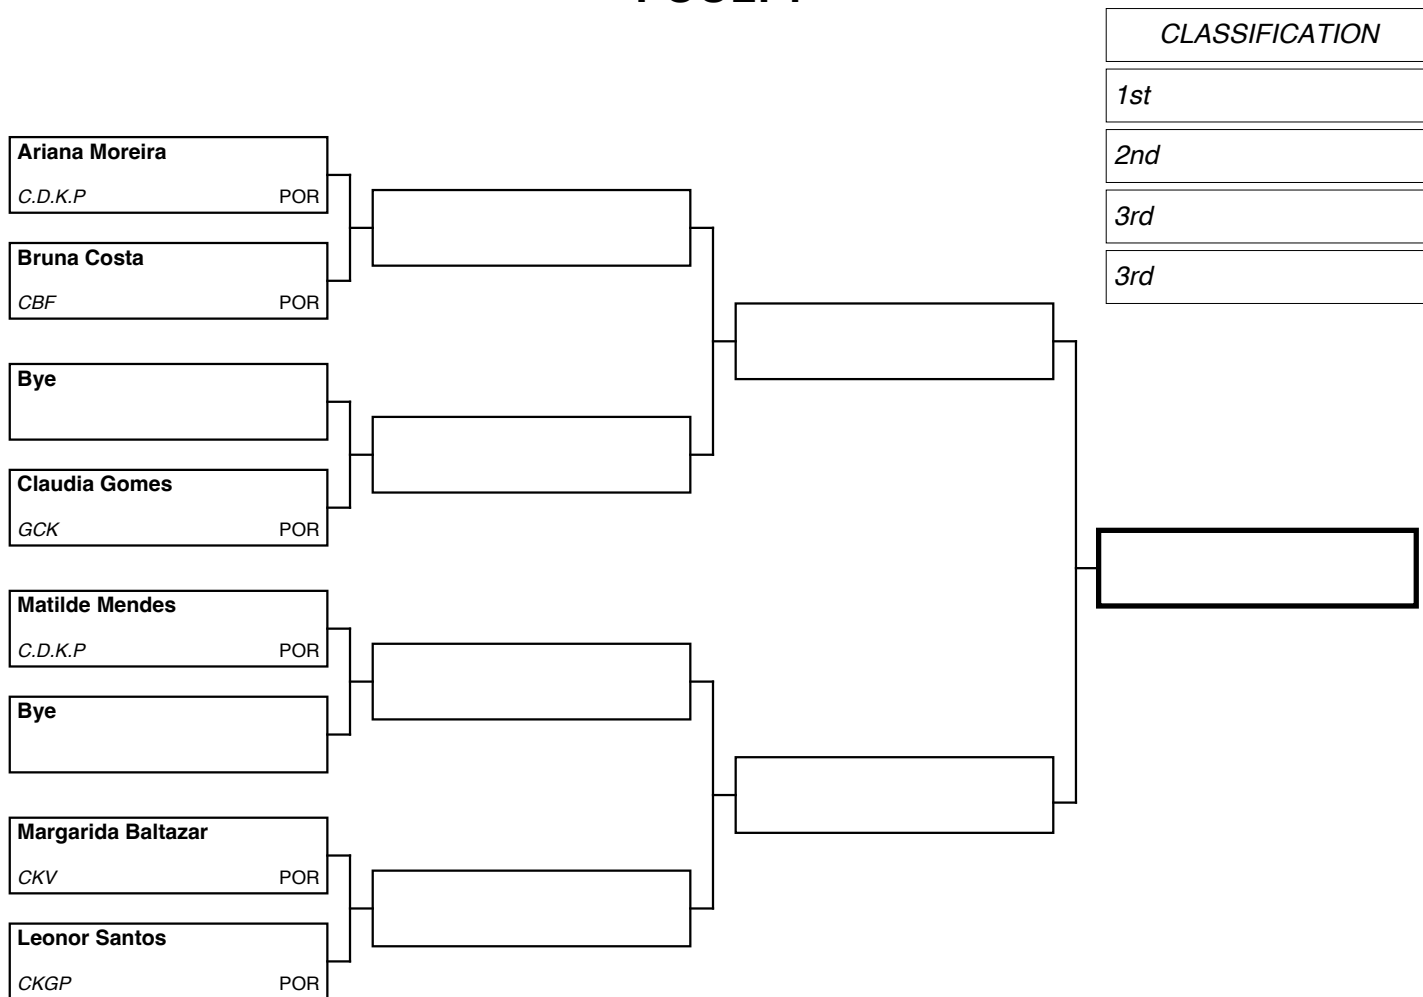 CLASSIFICATION
1st
2nd
3rd
3rd
Ariana Moreira
C.D.K.P POR
Bruna Costa
CBF POR
Bye
Claudia Gomes
GCK POR
Matilde Mendes
C.D.K.P POR
Bye
Margarida Baltazar
CKV POR
Leonor Santos
CKGP POR